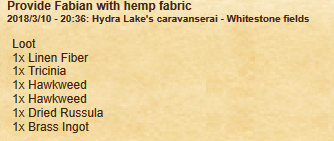 Provide Fabian with hemp fabric
2018/3/10 - 20:36: Hydra Lake's caravanserai - Whitestone fields
Loot
1x Linen Fiber
1x Tricinia
1x Hawkweed
1x Hawkweed
1x Dried Russula
1x Brass Ingot